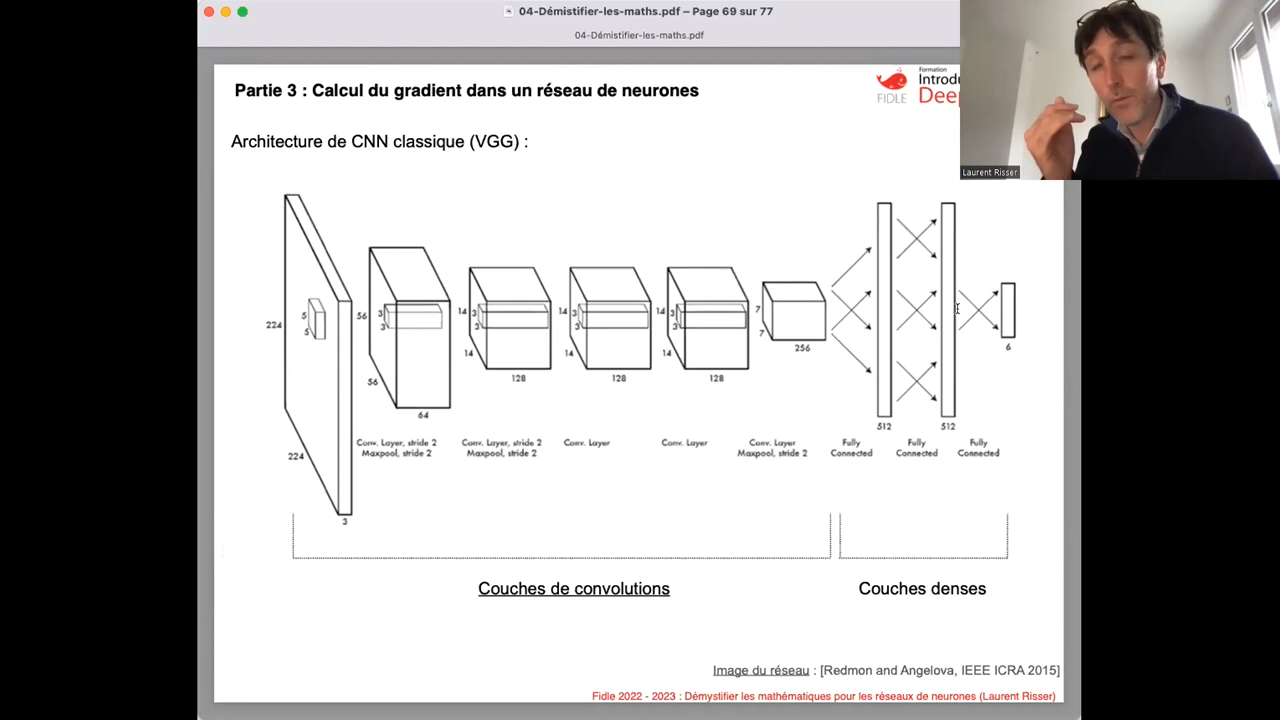 04-Démistifier-les-maths.pdf – Page 69 sur 77
04-Démistifier-les-maths.pdf
Formation
Introdu
Deep
FIDLE
Laurent Risser
Partie 3 : Calcul du gradient dans un réseau de neurones
Architecture de CNN classique (VGG) :
224
224
3
5
5
56
56
64
3
3
14
14
128
3
3
14
14
128
3
3
14
14
128
3
3
7
7
256
512
512
6
Conv. Layer, stride 2
Maxpool, stride 2
Conv. Layer, stride 2
Maxpool, stride 2
Conv. Layer
Conv. Layer
Conv. Layer
Maxpool, stride 2
Fully
Connected
Fully
Connected
Fully
Connected
Couches de convolutions
Couches denses
Image du réseau : [Redmon and Angelova, IEEE ICRA 2015]
Fidle 2022 - 2023 : Démystifier les mathématiques pour les réseaux de neurones (Laurent Risser)